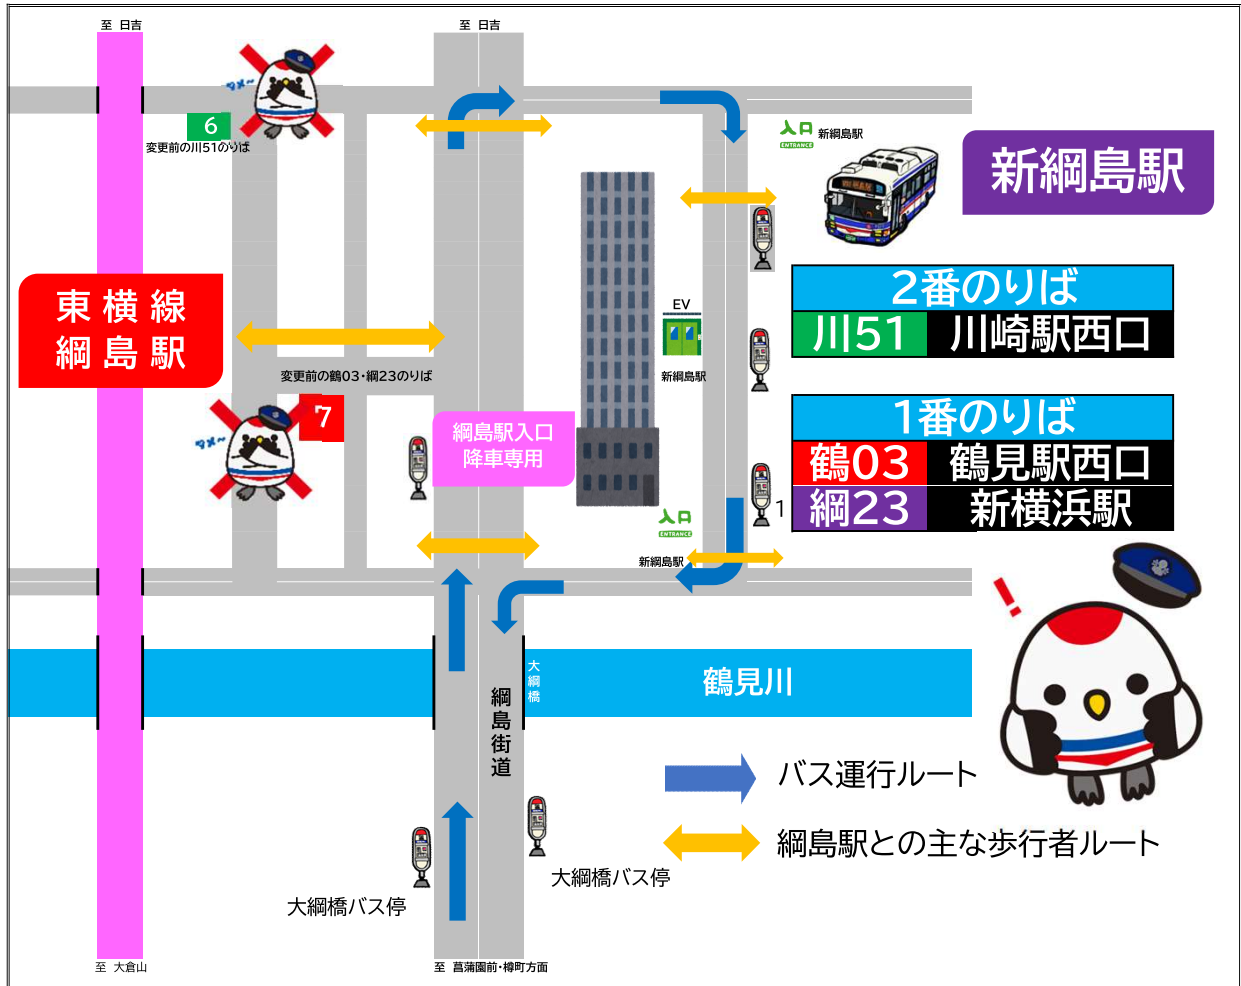 至 日吉
至 日吉
ダメ～
6
変更前の川51のりば
入口
ENTRANCE
新綱島駅
新綱島駅
東横線
綱島駅
EV
新綱島駅
2番のりば
川51 川崎駅西口
変更前の鶴03・綱23のりば
ダメ～
7
綱島駅入口
降車専用
1番のりば
鶴03 鶴見駅西口
綱23 新横浜駅
1
入口
ENTRANCE
新綱島駅
大綱橋
鶴見川
綱島街道
バス運行ルート
綱島駅との主な歩行者ルート
大綱橋バス停
大綱橋バス停
至 大倉山
至 菖蒲園前・樽町方面